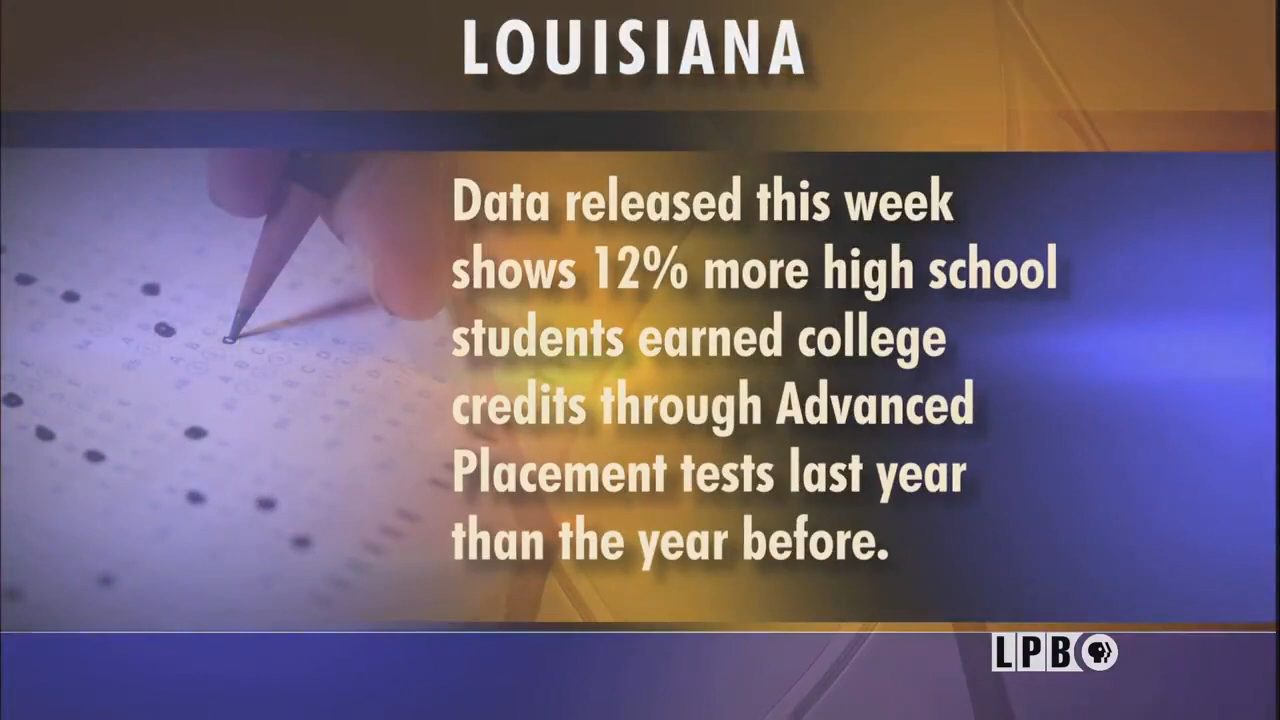 LOUISIANA
Data released this week
shows 12% more high school
students earned college
credits through Advanced
Placement tests last year
than the year before.
LPB